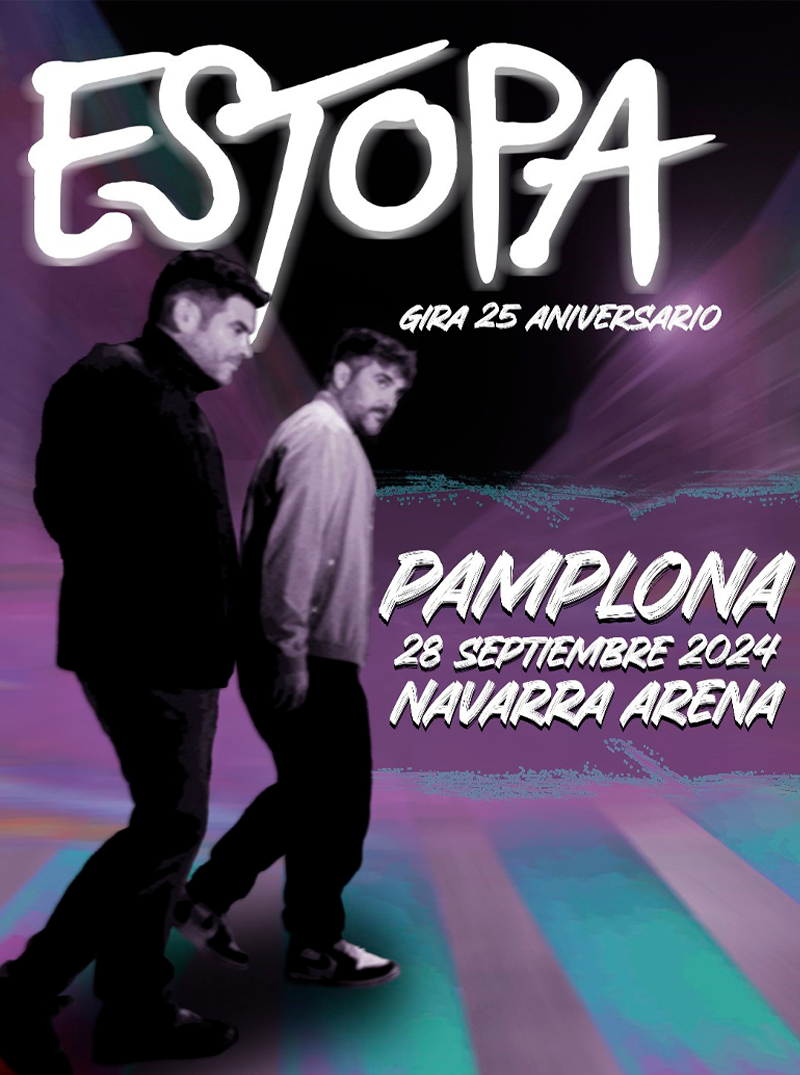 ESTOPA
GIRA 25 ANIVERSARIO
PAMPLONA
28 SEPTIEMBRE 2024
NAVARRA ARENA